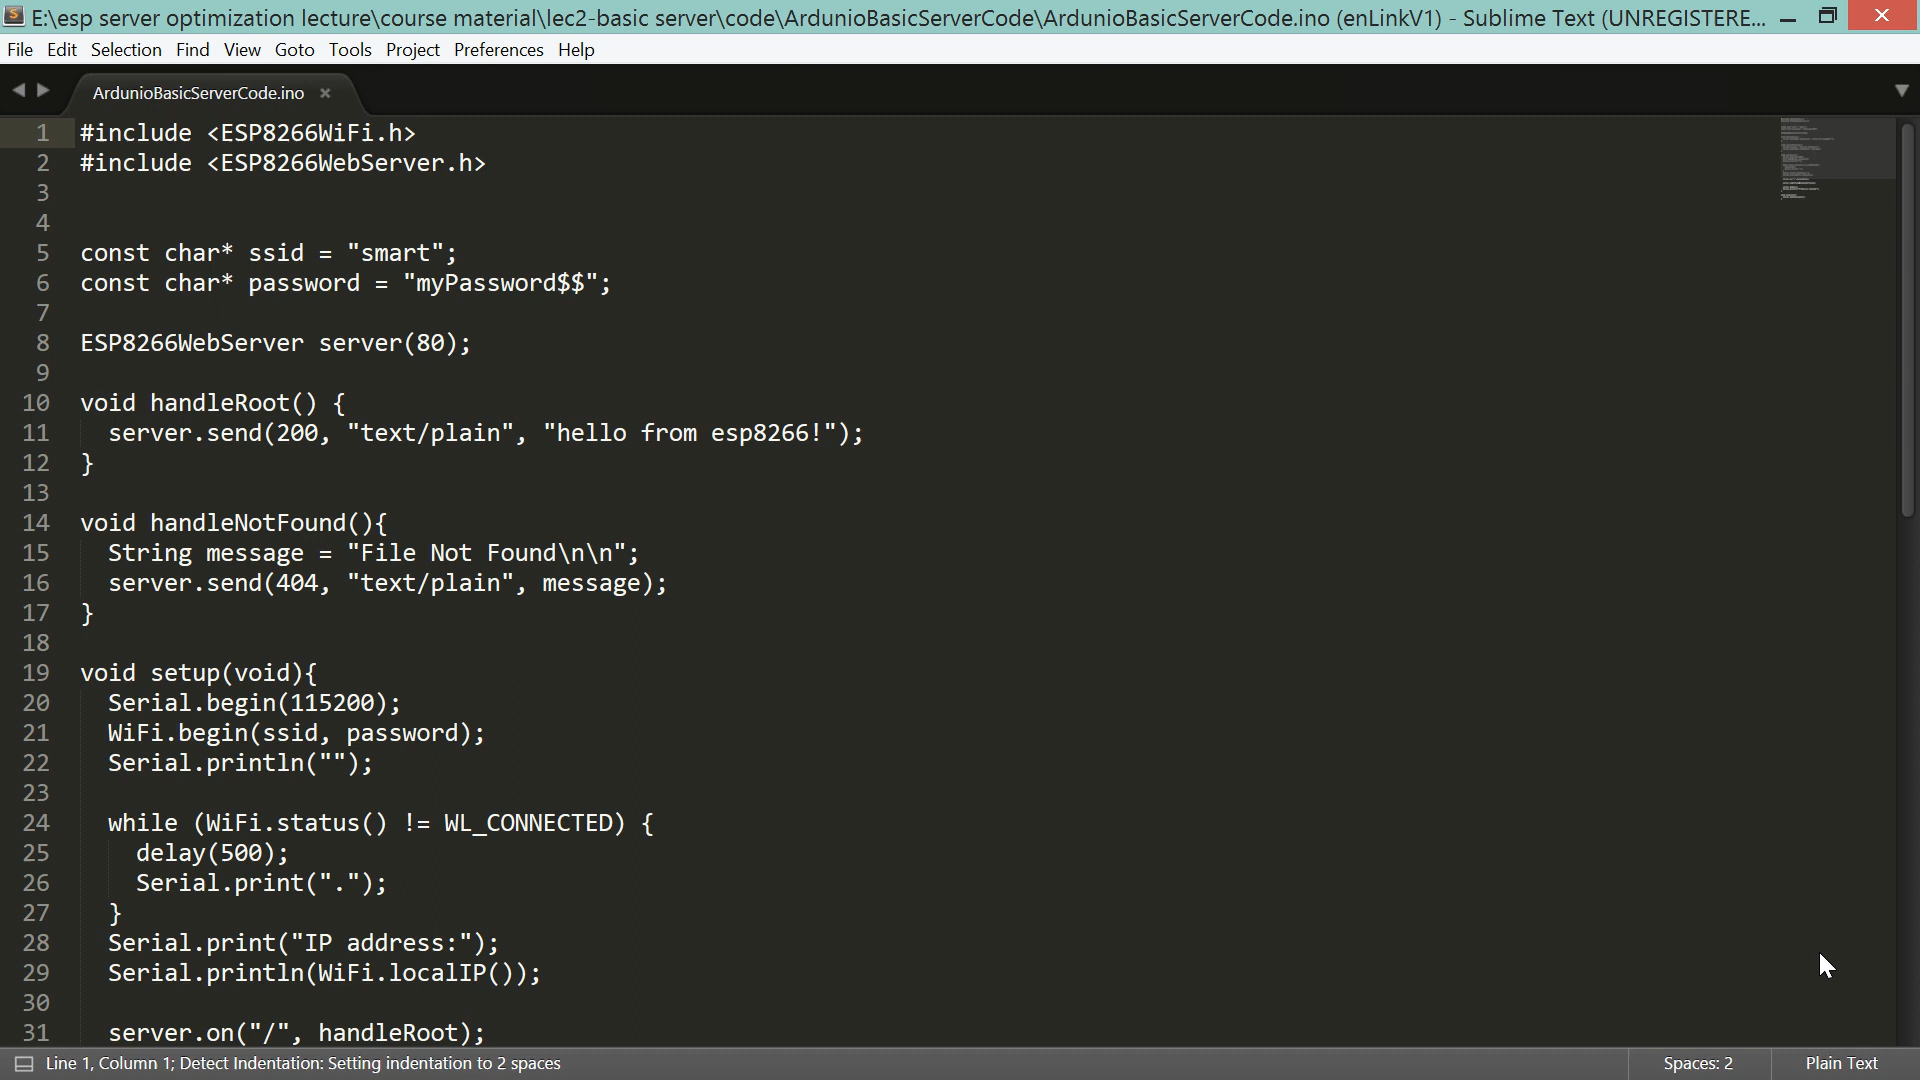 E:\esp server optimization lecture\course material\lec2-basic server\code\ArdunioBasicServerCode\ArdunioBasicServerCode.ino (enLinkV1) - Sublime Text (UNREGISTERE...
File Edit Selection Find View Goto Tools Project Preferences Help
ArdunioBasicServerCode.ino
1 #include <ESP8266WiFi.h>
2 #include <ESP8266WebServer.h>
3
4
5 const char* ssid = "smart";
6 const char* password = "myPassword$$";
7
8 ESP8266WebServer server(80);
9
10 void handleRoot() {
11 server.send(200, "text/plain", "hello from esp8266!");
12 }
13
14 void handleNotFound(){
15 String message = "File Not Found\n\n";
16 server.send(404, "text/plain", message);
17 }
18
19 void setup(void){
20 Serial.begin(115200);
21 WiFi.begin(ssid, password);
22 Serial.println("");
23
24 while (WiFi.status() != WL_CONNECTED) {
25 delay(500);
26 Serial.print(".");
27 }
28 Serial.print("IP address:");
29 Serial.println(WiFi.localIP());
30
31 server.on("/", handleRoot);
Line 1, Column 1; Detect Indentation: Setting indentation to 2 spaces
Spaces: 2
Plain Text